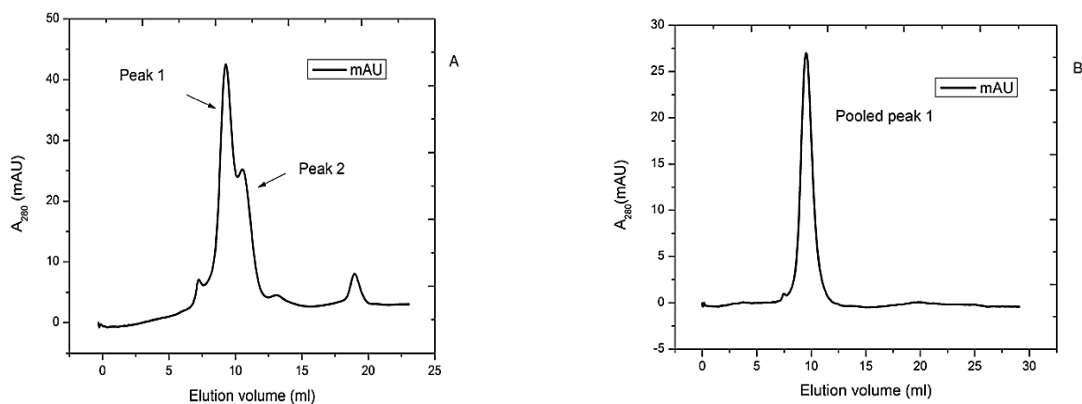 A
50
40
30
20
10
0
A280 (mAU)
Peak 1
Peak 2
mAU
0 5 10 15 20 25
Elution volume (ml)
B
30
25
20
15
10
5
0
-5
A280(mAU)
mAU
Pooled peak 1
0 5 10 15 20 25 30
Elution volume (ml)